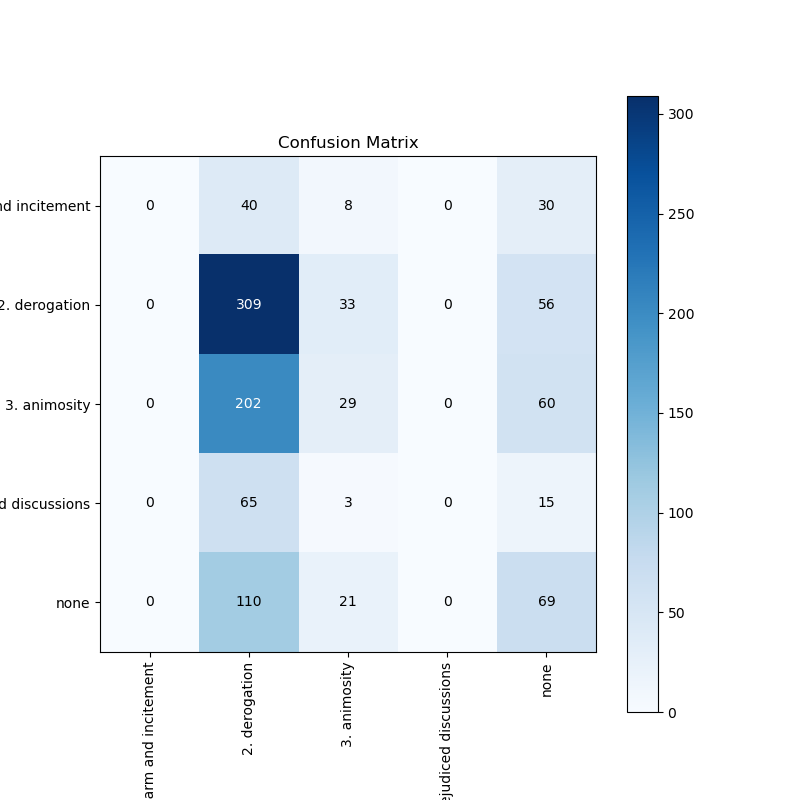 Confusion Matrix
nd incitement 0 40 8 0 30
2. derogation 0 309 33 0 56
3. animosity 0 202 29 0 60
d discussions 0 65 3 0 15
none 0 110 21 0 69
arm and incitement
2. derogation
3. animosity
ejudiced discussions
none
300
250
200
150
100
50
0